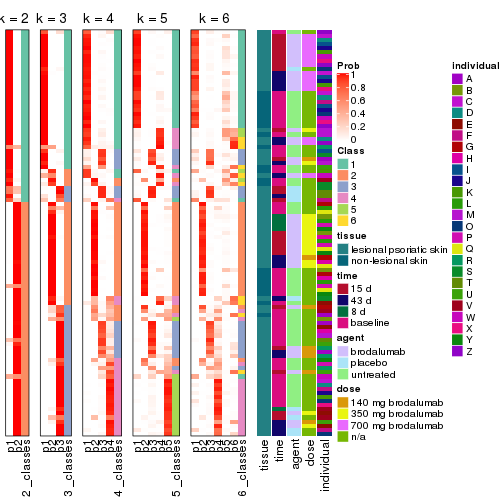 k = 2 k = 3 k = 4 k = 5 k = 6
p1
p2
2_classes
p1
p2
p3
3_classes
p1
p2
p3
p4
4_classes
p1
p2
p3
p4
p5
5_classes
p1
p2
p3
p4
p5
p6
6_classes
tissue
time
agent
dose
individual
Prob
1
0.8
0.6
0.4
0.2
0
Class
1
2
3
4
5
6
tissue
lesional psoriatic skin
non-lesional skin
time
15 d
43 d
8 d
baseline
agent
brodalumab
placebo
untreated
dose
140 mg brodalumab
350 mg brodalumab
700 mg brodalumab
n/a
individual
A
B
C
D
E
F
G
H
I
J
K
L
M
O
P
Q
R
S
T
U
V
W
X
Y
Z